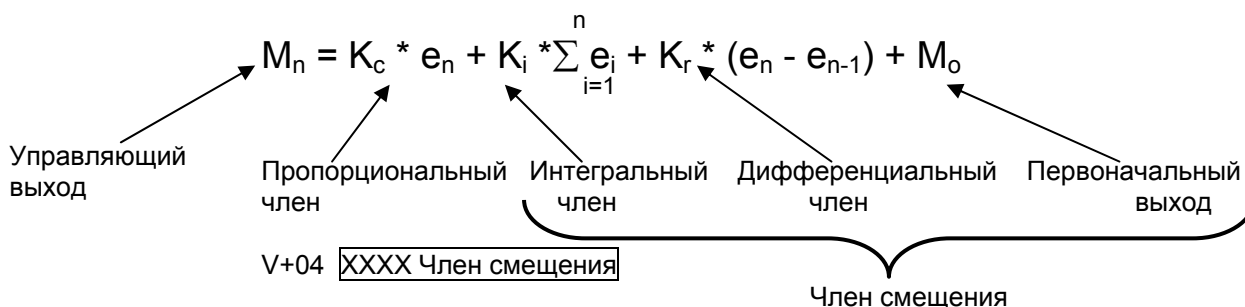 n
Mn = Kc * en + Ki *∑ ei + Kr * (en - en-1) + Mo
i=1
Управляющий выход
Пропорциональный член
Интегральный член
Дифференциальный член
Первоначальный выход
V+04 XXXX Член смещения
Член смещения